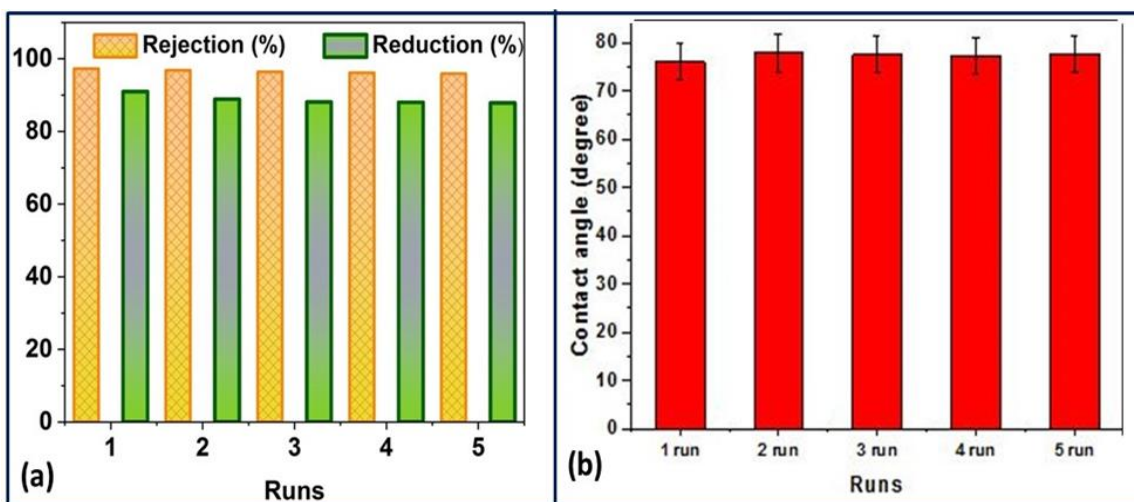 Rejection (%) Reduction (%)
100
80
60
40
20
0
1 2 3 4 5
Runs
(a)
Contact angle (degree)
80
70
60
50
40
30
20
10
0
1 run 2 run 3 run 4 run 5 run
Runs
(b)